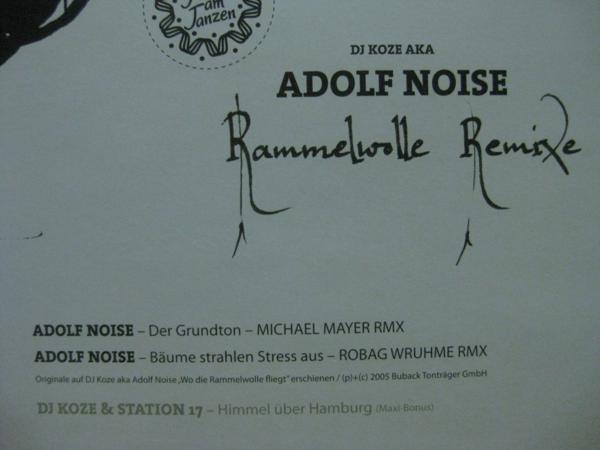 am
Tanzen
DJ KOZE AKA
ADOLF NOISE
Rammelwolle Remixe
ADOLF NOISE – Der Grundton – MICHAEL MAYER RMX
ADOLF NOISE – Bäume strahlen Stress aus – ROBAG WRUHME RMX
Originale auf DJ Koze aka Adolf Noise „Wo die Rammelwolle fliegt“ erschienen / (p)+(c) 2005 Buback Tonträger GmbH
DJ KOZE & STATION 17 – Himmel über Hamburg (Maxi-Bonus)